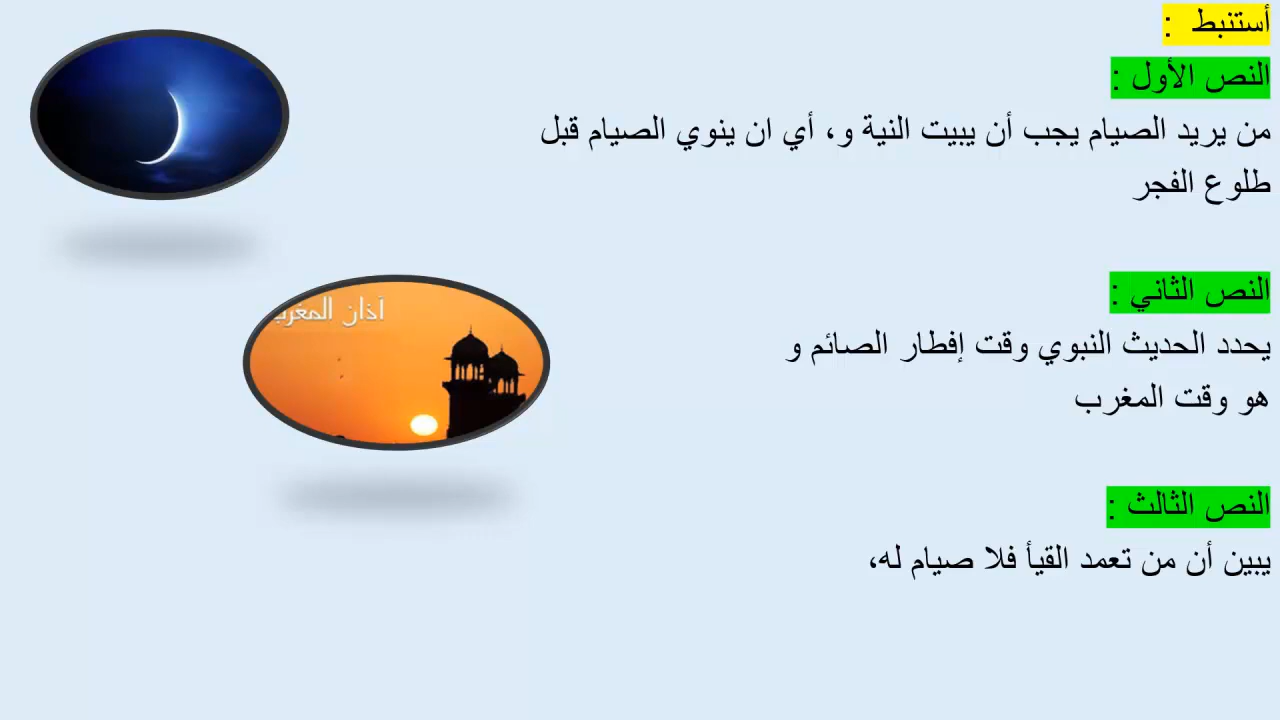 أستنبط :
النص الأول :
من يريد الصيام يجب أن يبيت النية و، أي ان ينوي الصيام قبل
طلوع الفجر
النص الثاني :
يحدد الحديث النبوي وقت إفطار الصائم و
هو وقت المغرب
أذان المغرب
النص الثالث :
يبين أن من تعمد القيأ فلا صيام له،